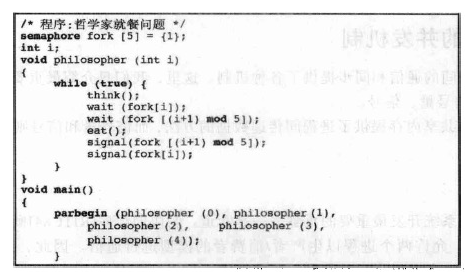 /* 程序:哲学家就餐问题 */
semaphore fork [5] = {1};
int i;
void philosopher (int i)
{
while (true) {
think();
wait (fork[i]);
wait (fork [(i+1) mod 5]);
eat();
signal(fork [(i+1) mod 5]);
signal(fork[i]);
}
}
void main()
{
parbegin (philosopher (0), philosopher (1),
philosopher (2), philosopher (3),
philosopher (4));
}